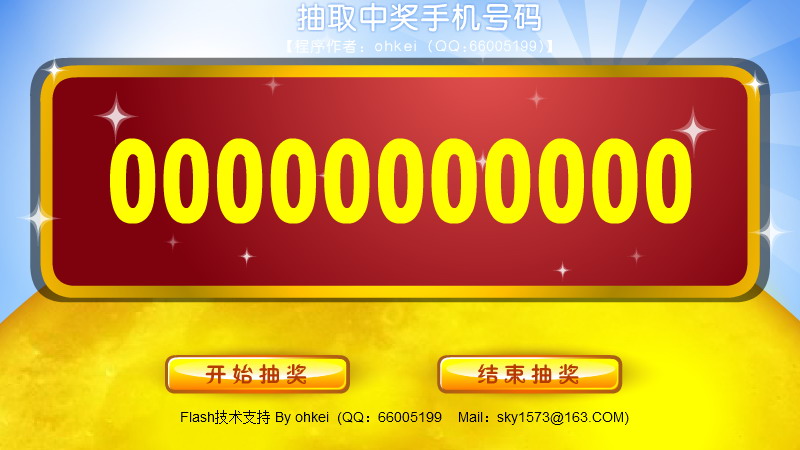 抽取中奖手机号码
【程序作者：ohkei（QQ:66005199）】
00000000000
开始抽奖 结束抽奖
Flash技术支持 By ohkei (QQ：66005199 Mail：sky1573@163.COM)